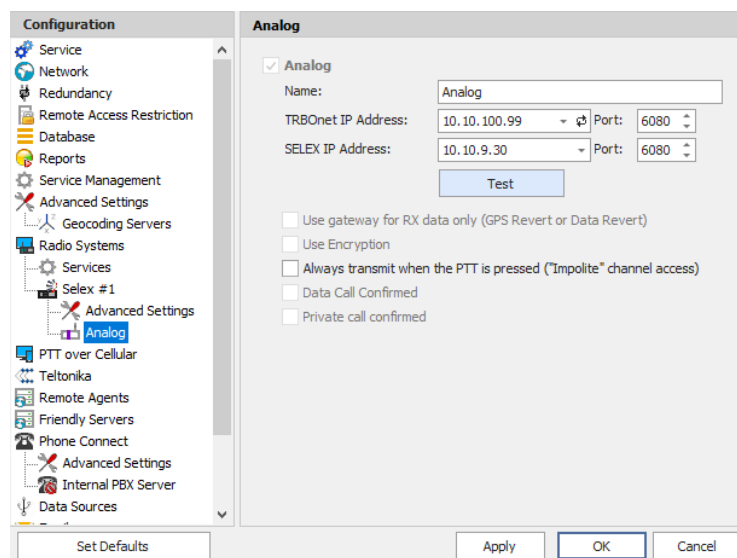 Configuration
Service
Network
Redundancy
Remote Access Restriction
Database
Reports
Service Management
Advanced Settings
Geocoding Servers
Radio Systems
Services
Selex #1
Advanced Settings
Analog
PTT over Cellular
Teltonika
Remote Agents
Friendly Servers
Phone Connect
Advanced Settings
Internal PBX Server
Data Sources
Set Defaults
Analog
Analog
Name: Analog
TRBOnet IP Address: 10.10.100.99 Port: 6080
SELEX IP Address: 10.10.9.30 Port: 6080
Test
Use gateway for RX data only (GPS Revert or Data Revert)
Use Encryption
Always transmit when the PTT is pressed ("Impolite" channel access)
Data Call Confirmed
Private call confirmed
Apply OK Cancel